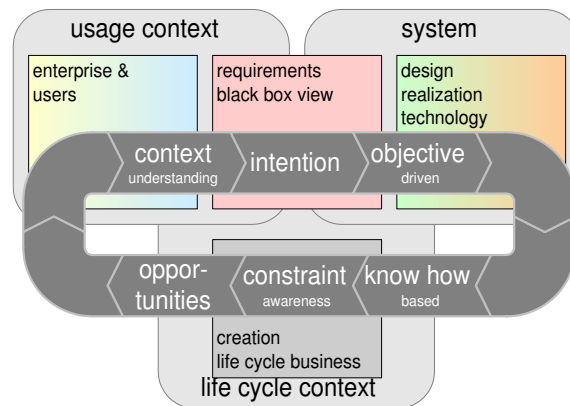 usage context
system
enterprise &
users
requirements
black box view
design
realization
technology
context
understanding
intention
objective
driven
oppor-
tunities
constraint
awareness
know how
based
creation
life cycle business
life cycle context